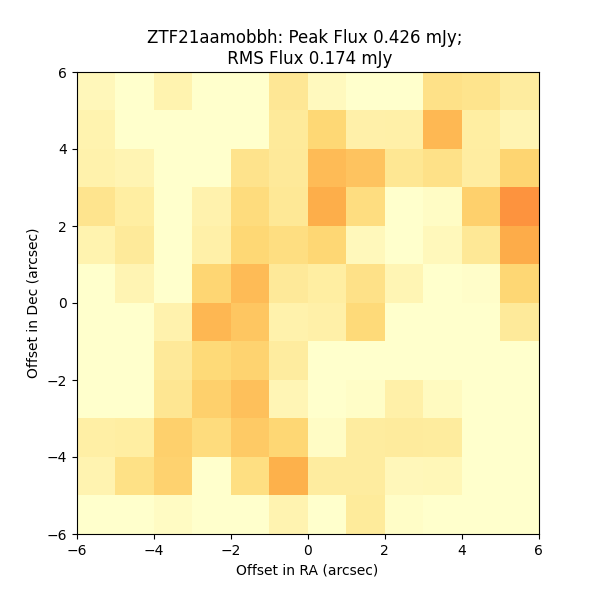 ZTF21aamobbh: Peak Flux 0.426 mJy;
RMS Flux 0.174 mJy
6
4
2
0
−2
−4
−6
Offset in Dec (arcsec)
−6 −4 −2 0 2 4 6
Offset in RA (arcsec)